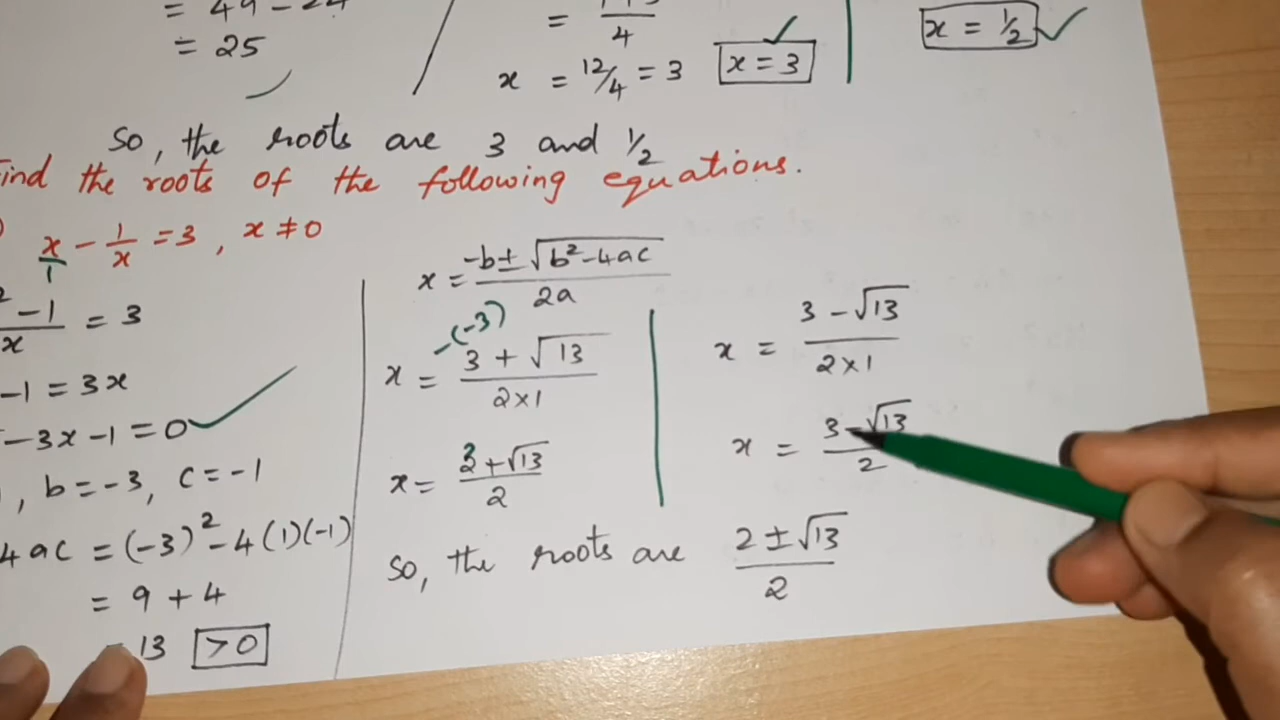 = 49 - 24
= 25
= 4
x = 12/4 = 3
x = 3
x = 1/2
So, the roots are 3 and 1/2
ind the roots of the following equations.
) x/1 - 1/x = 3 , x ≠ 0
2 - 1 / x = 3
-1 = 3x
- 3x - 1 = 0
, b = -3, c = -1
4ac = (-3)² - 4(1)(-1)
= 9 + 4
= 13 > 0
x = -b ± √b² - 4ac / 2a
-(-3)
x = 3 + √13 / 2×1
x = 3 + √13 / 2
x = 3 - √13 / 2×1
x = 3 - √13 / 2
So, the roots are 2 ± √13 / 2